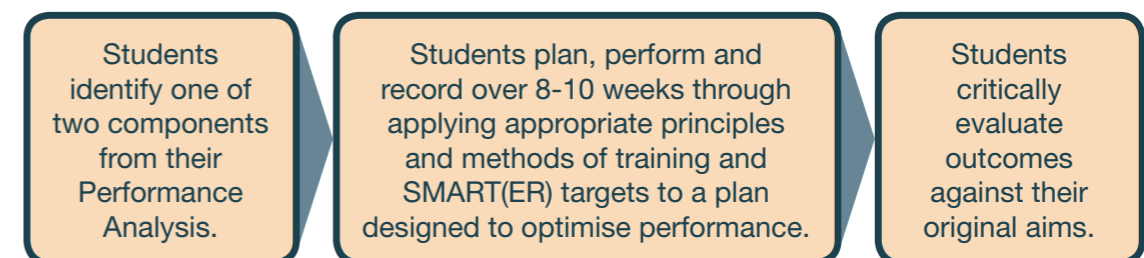 Students
identify one of
two components
from their
Performance
Analysis.
Students plan, perform and
record over 8-10 weeks through
applying appropriate principles
and methods of training and
SMART(ER) targets to a plan
designed to optimise performance.
Students
critically
evaluate
outcomes
against their
original aims.